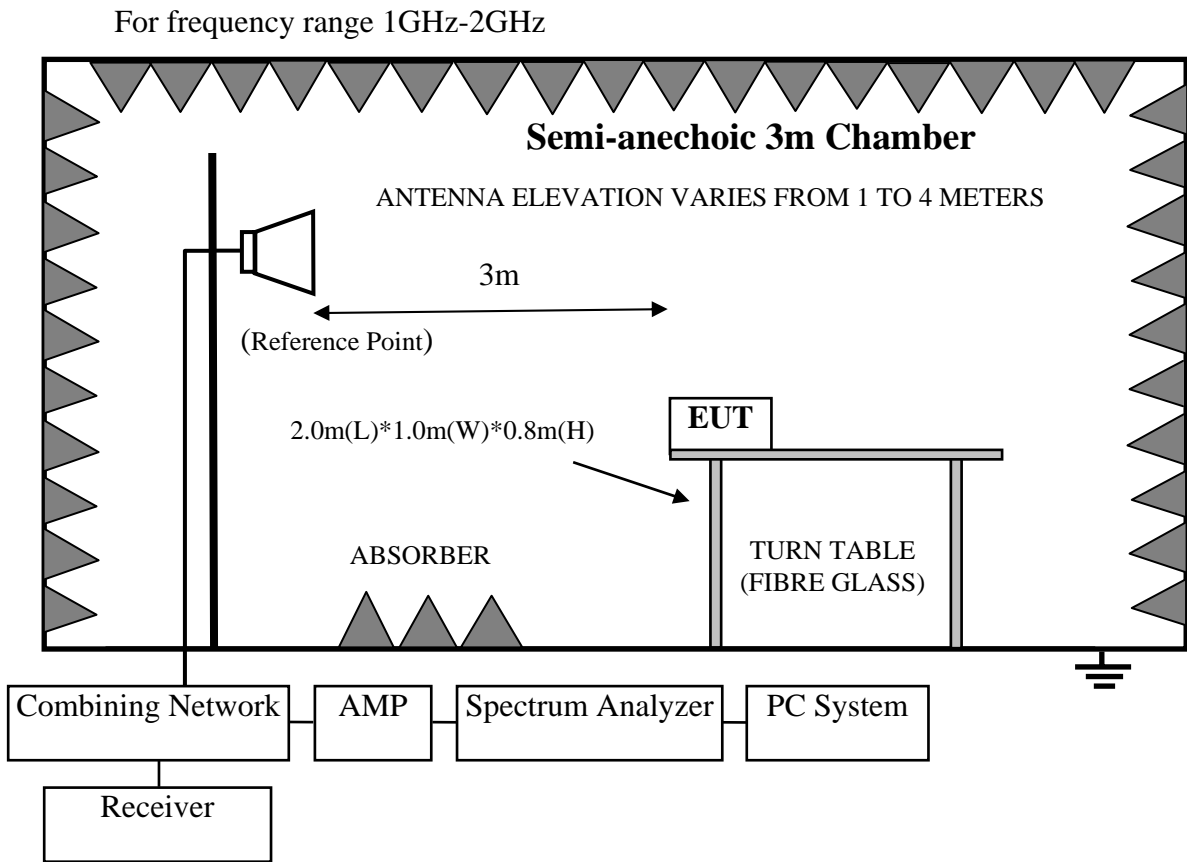 For frequency range 1GHz-2GHz
Semi-anechoic 3m Chamber
ANTENNA ELEVATION VARIES FROM 1 TO 4 METERS
3m
(Reference Point)
EUT
2.0m(L)*1.0m(W)*0.8m(H)
ABSORBER
TURN TABLE
(FIBRE GLASS)
Combining Network
AMP
Spectrum Analyzer
PC System
Receiver